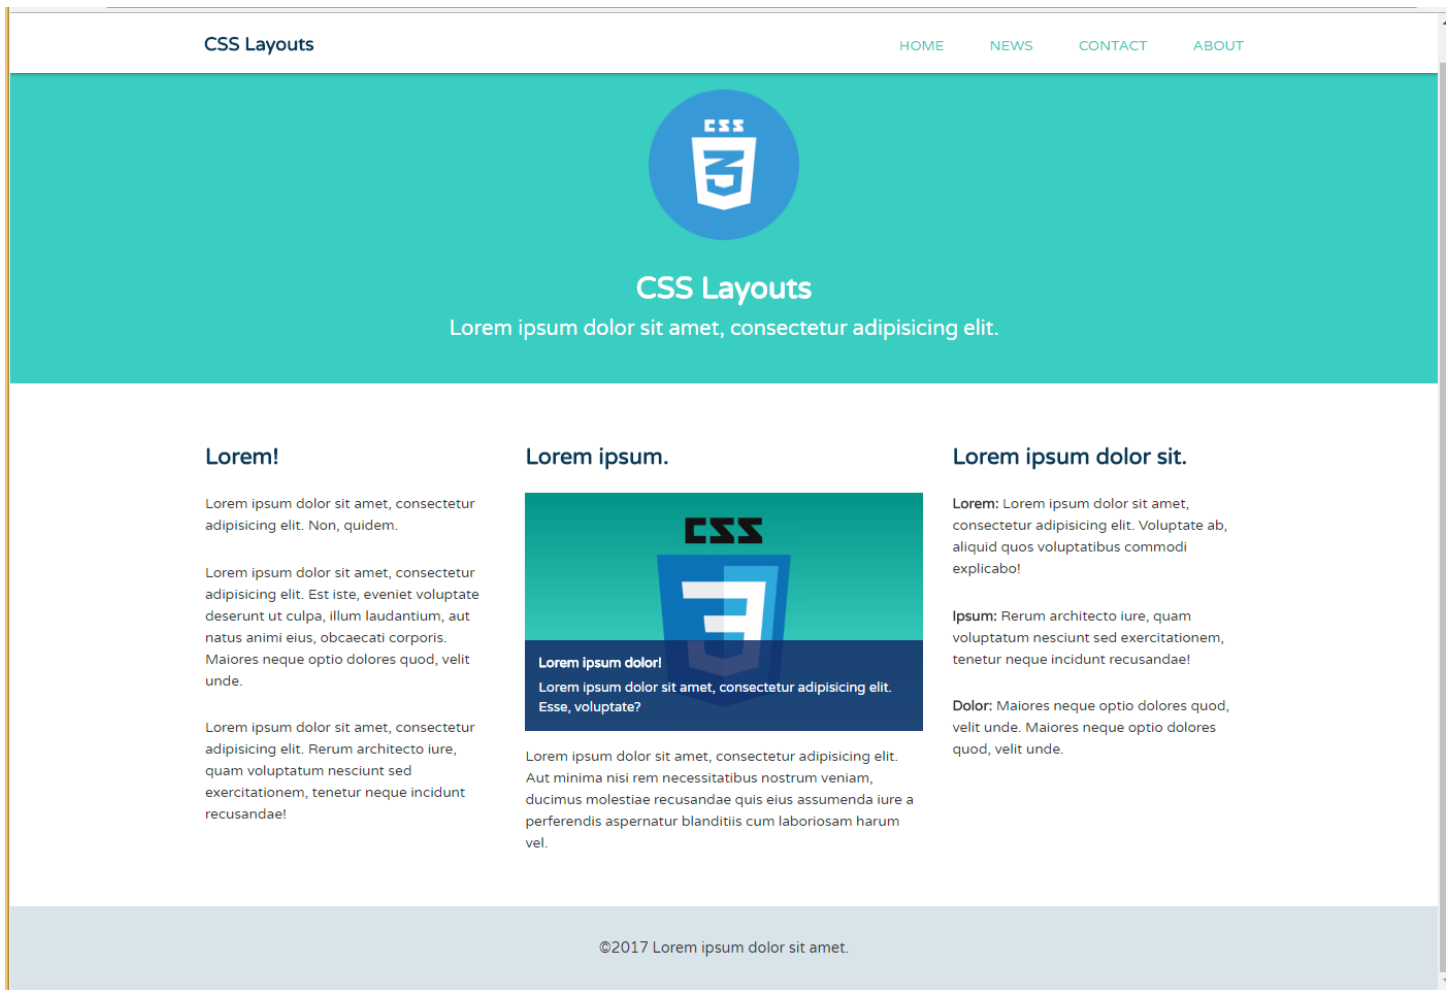 CSS Layouts
HOME NEWS CONTACT ABOUT
CSS
3
CSS Layouts
Lorem ipsum dolor sit amet, consectetur adipisicing elit.
Lorem!
Lorem ipsum dolor sit amet, consectetur
adipisicing elit. Non, quidem.
Lorem ipsum dolor sit amet, consectetur
adipisicing elit. Est iste, eveniet voluptate
deserunt ut culpa, illum laudantium, aut
natus animi eius, obcaecati corporis.
Maiores neque optio dolores quod, velit
unde.
Lorem ipsum dolor sit amet, consectetur
adipisicing elit. Rerum architecto iure,
quam voluptatum nesciunt sed
exercitationem, tenetur neque incidunt
recusandae!
Lorem ipsum.
CSS
3
Lorem ipsum dolor!
Lorem ipsum dolor sit amet, consectetur adipisicing elit.
Esse, voluptate?
Lorem ipsum dolor sit amet, consectetur adipisicing elit.
Aut minima nisi rem necessitatibus nostrum veniam,
ducimus molestiae recusandae quis eius assumenda iure a
perferendis aspernatur blanditiis cum laboriosam harum
vel.
Lorem ipsum dolor sit.
Lorem: Lorem ipsum dolor sit amet,
consectetur adipisicing elit. Voluptate ab,
aliquid quos voluptatibus commodi
explicabo!
Ipsum: Rerum architecto iure, quam
voluptatum nesciunt sed exercitationem,
tenetur neque incidunt recusandae!
Dolor: Maiores neque optio dolores quod,
velit unde. Maiores neque optio dolores
quod, velit unde.
©2017 Lorem ipsum dolor sit amet.